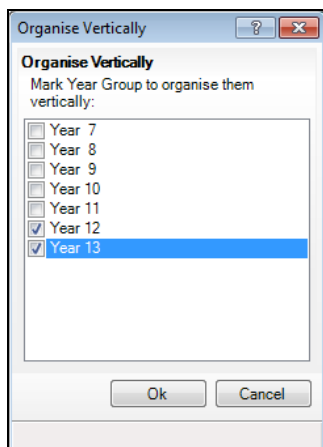 Organise Vertically
Organise Vertically
Mark Year Group to organise them
vertically:
Year 7
Year 8
Year 9
Year 10
Year 11
Year 12
Year 13
Ok Cancel